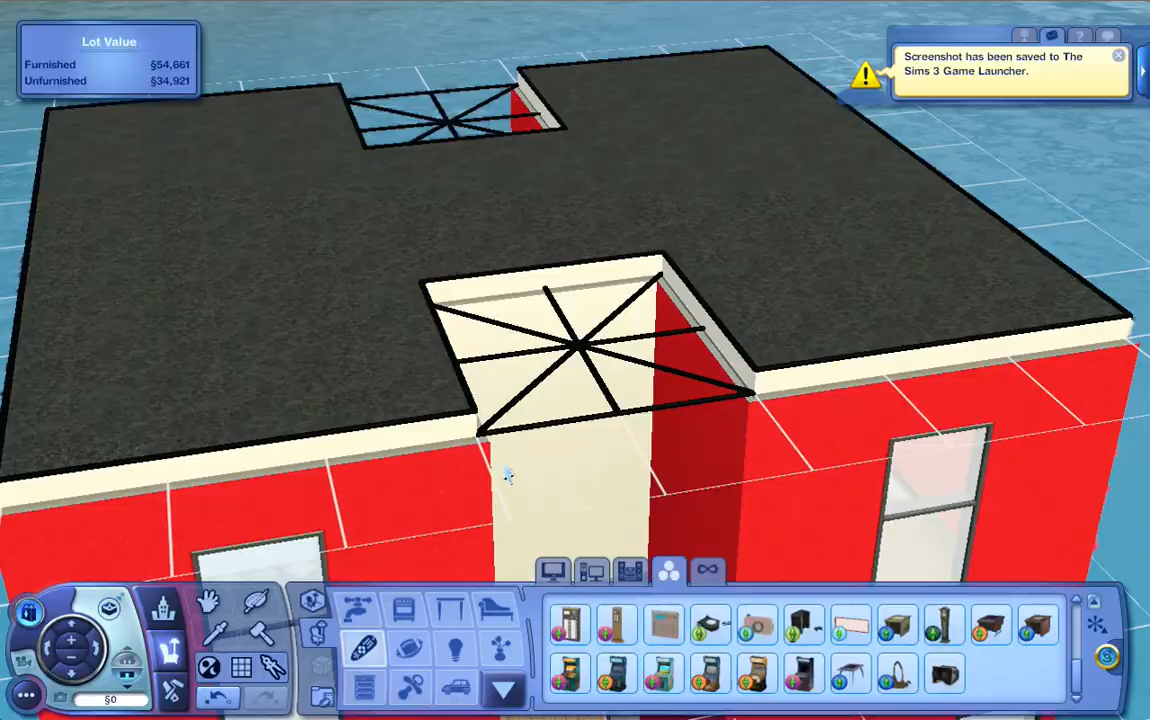 Lot Value
Furnished §54,661
Unfurnished §34,921
Screenshot has been saved to The
Sims 3 Game Launcher.
§0